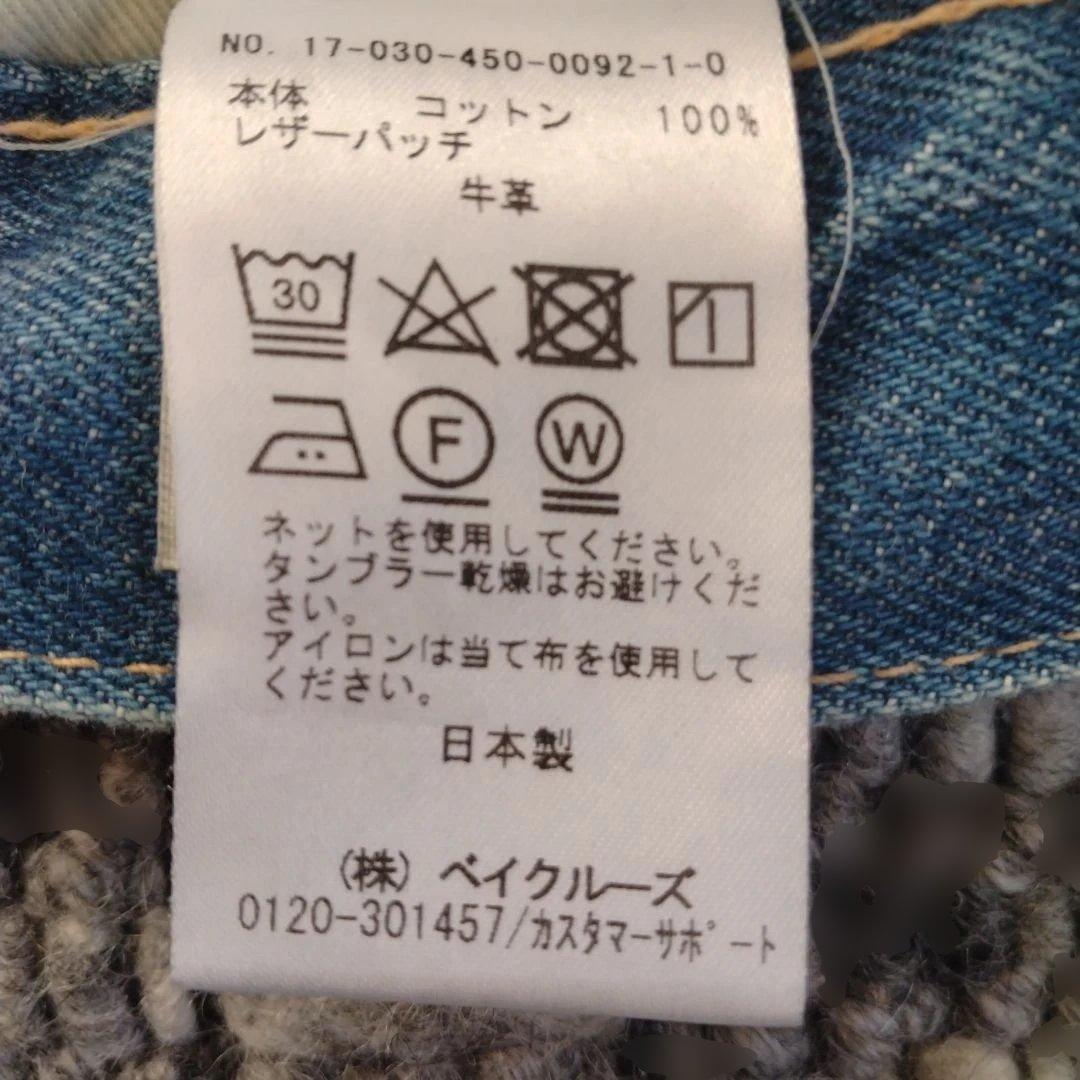 NO. 17-030-450-0092-1-0
本体 コットン 100%
レザーパッチ
牛革
30
F W
ネットを使用してください。
タンブラー乾燥はお避けくだ
さい。
アイロンは当て布を使用して
ください。
日本製
(株) ベイクルーズ
0120-301457/カスタマーサポート